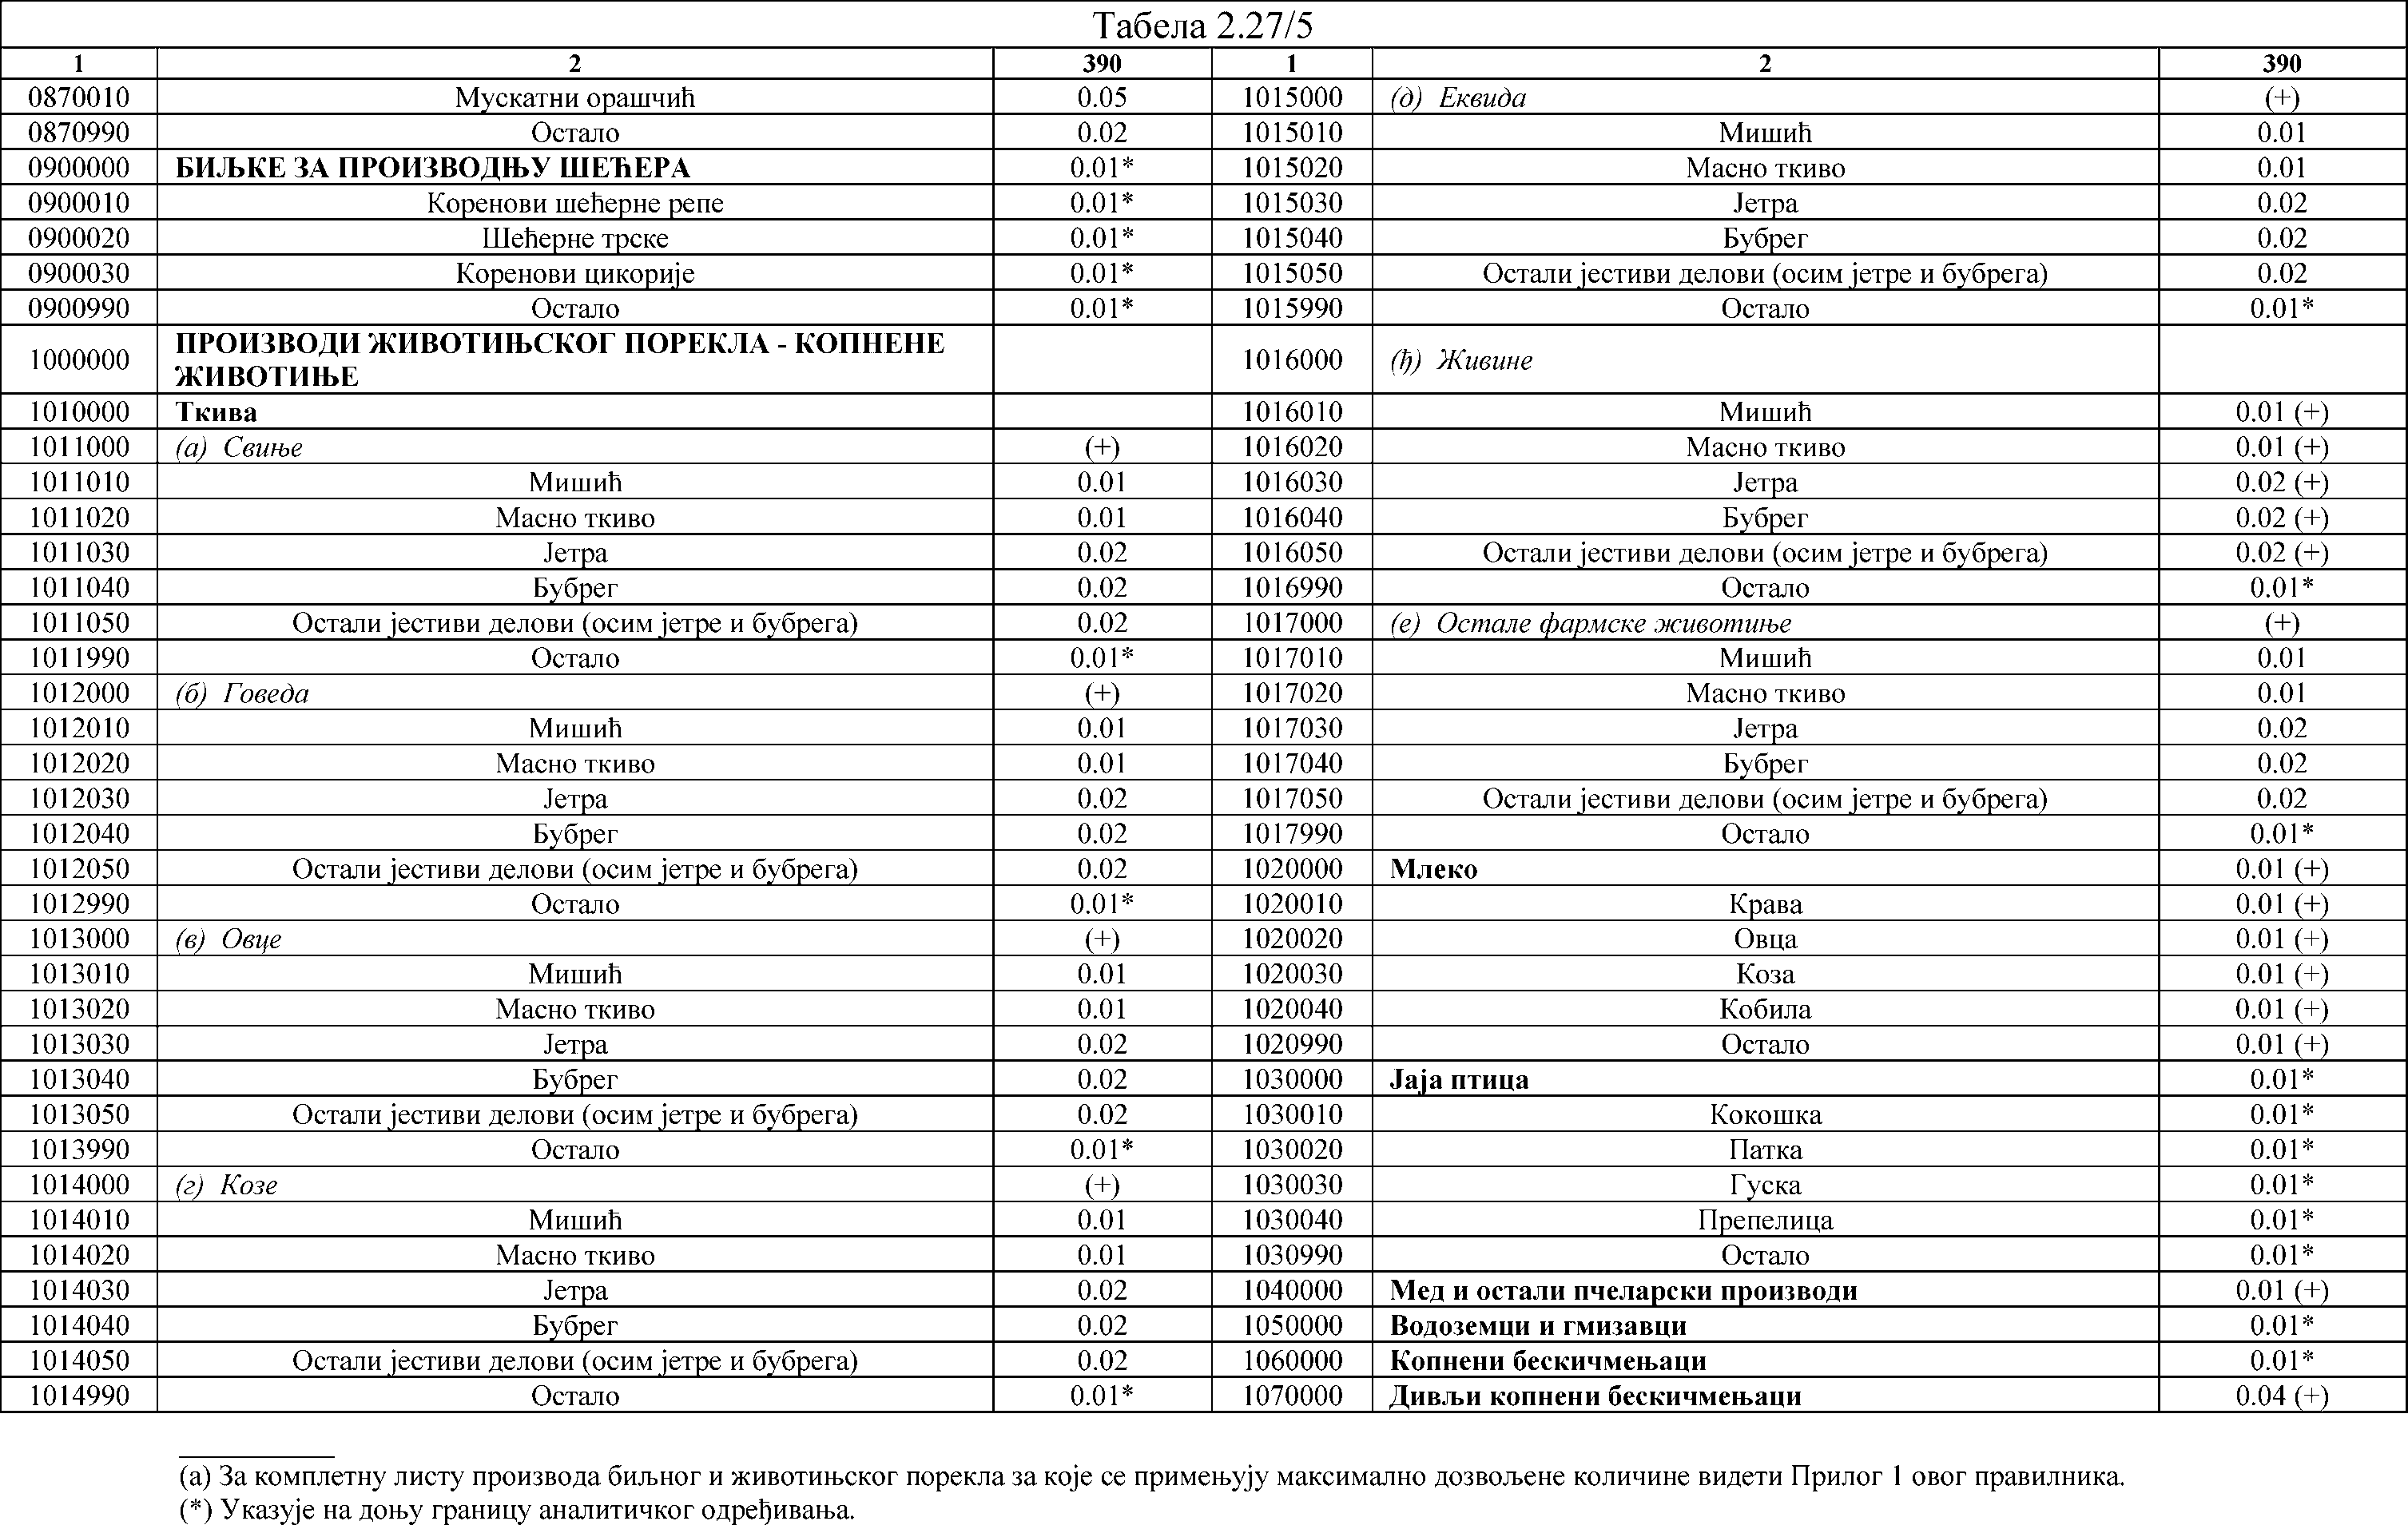 Табела 2.27/5
1 2 390 1 2 390
0870010 Мускатни орашчић 0.05 1015000 (д) Еквида (+)
0870990 Остало 0.02 1015010 Мишић 0.01
0900000 БИЉКЕ ЗА ПРОИЗВОДЊУ ШЕЋЕРА 0.01* 1015020 Масно ткиво 0.01
0900010 Коренови шећерне репе 0.01* 1015030 Јетра 0.02
0900020 Шећерне трске 0.01* 1015040 Бубрег 0.02
0900030 Коренови цикорије 0.01* 1015050 Остали јестиви делови (осим јетре и бубрега) 0.02
0900990 Остало 0.01* 1015990 Остало 0.01*
1000000 ПРОИЗВОДИ ЖИВОТИЊСКОГ ПОРЕКЛА - КОПНЕНЕ
ЖИВОТИЊЕ 1016000 (ђ) Живине
1010000 Ткива 1016010 Мишић 0.01 (+)
1011000 (а) Свиње (+) 1016020 Масно ткиво 0.01 (+)
1011010 Мишић 0.01 1016030 Јетра 0.02 (+)
1011020 Масно ткиво 0.01 1016040 Бубрег 0.02 (+)
1011030 Јетра 0.02 1016050 Остали јестиви делови (осим јетре и бубрега) 0.02 (+)
1011040 Бубрег 0.02 1016990 Остало 0.01*
1011050 Остали јестиви делови (осим јетре и бубрега) 0.02 1017000 (е) Остале фармске животиње (+)
1011990 Остало 0.01* 1017010 Мишић 0.01
1012000 (б) Говеда (+) 1017020 Масно ткиво 0.01
1012010 Мишић 0.01 1017030 Јетра 0.02
1012020 Масно ткиво 0.01 1017040 Бубрег 0.02
1012030 Јетра 0.02 1017050 Остали јестиви делови (осим јетре и бубрега) 0.02
1012040 Бубрег 0.02 1017990 Остало 0.01*
1012050 Остали јестиви делови (осим јетре и бубрега) 0.02 1020000 Млеко 0.01 (+)
1012990 Остало 0.01* 1020010 Крава 0.01 (+)
1013000 (в) Овце (+) 1020020 Овца 0.01 (+)
1013010 Мишић 0.01 1020030 Коза 0.01 (+)
1013020 Масно ткиво 0.01 1020040 Кобила 0.01 (+)
1013030 Јетра 0.02 1020990 Остало 0.01 (+)
1013040 Бубрег 0.02 1030000 Јаја птица 0.01*
1013050 Остали јестиви делови (осим јетре и бубрега) 0.02 1030010 Кокошка 0.01*
1013990 Остало 0.01* 1030020 Патка 0.01*
1014000 (г) Козе (+) 1030030 Гуска 0.01*
1014010 Мишић 0.01 1030040 Препелица 0.01*
1014020 Масно ткиво 0.01 1030990 Остало 0.01*
1014030 Јетра 0.02 1040000 Мед и остали пчеларски производи 0.01 (+)
1014040 Бубрег 0.02 1050000 Водоземци и гмизавци 0.01*
1014050 Остали јестиви делови (осим јетре и бубрега) 0.02 1060000 Копнени бескичмењаци 0.01*
1014990 Остало 0.01* 1070000 Дивљи копнени бескичмењаци 0.04 (+)
(а) За комплетну листу производа биљног и животињског порекла за које се примењују максимално дозвољене количине видети Прилог 1 овог правилника.
(*) Указује на доњу границу аналитичког одређивања.